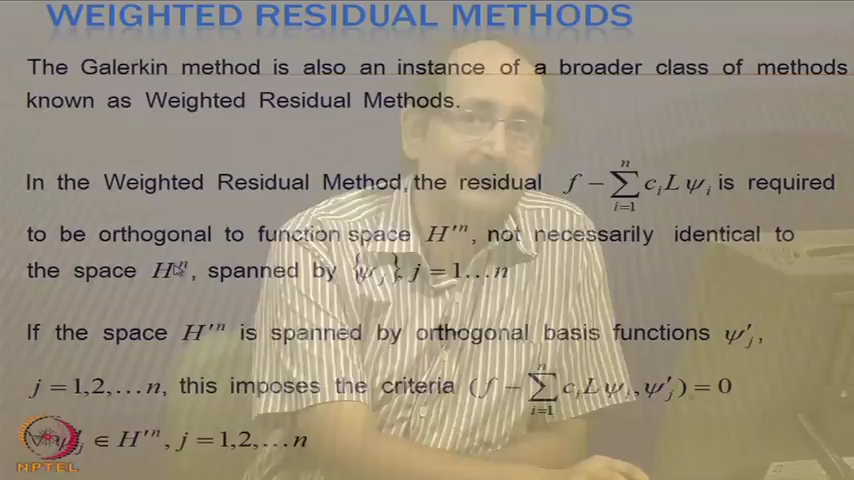 WEIGHTED RESIDUAL METHODS
The Galerkin method is also an instance of a broader class of methods
known as Weighted Residual Methods.
In the Weighted Residual Method, the residual f − ∑_{i=1}^{n} c_i L ψ_i is required
to be orthogonal to function space H′ⁿ, not necessarily identical to
the space Hⁿ, spanned by {ψ_j} j = 1…n
If the space H′ⁿ is spanned by orthogonal basis functions ψ′_j,
j = 1,2,…n, this imposes the criteria (f − ∑_{i=1}^{n} c_i L ψ_i, ψ′_j) = 0
∀ ψ′_j ∈ H′ⁿ, j = 1,2,…n
NPTEL